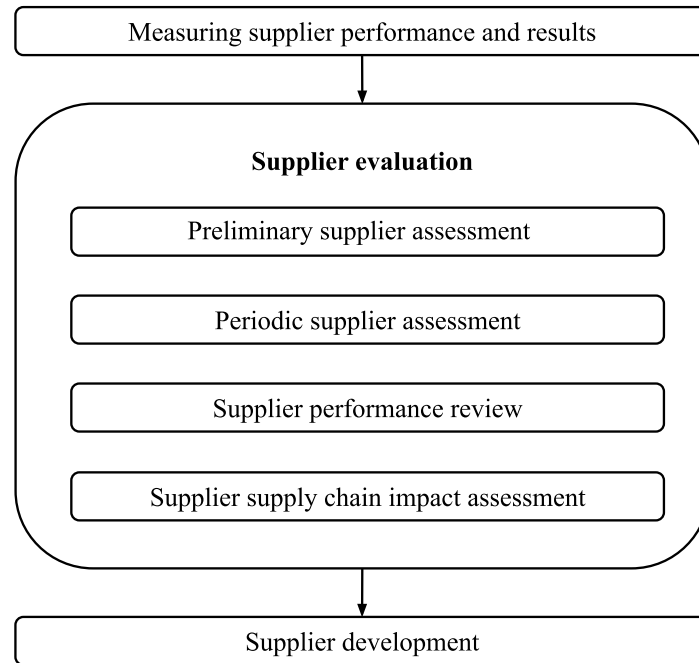 Measuring supplier performance and results
Supplier evaluation
Preliminary supplier assessment
Periodic supplier assessment
Supplier performance review
Supplier supply chain impact assessment
Supplier development